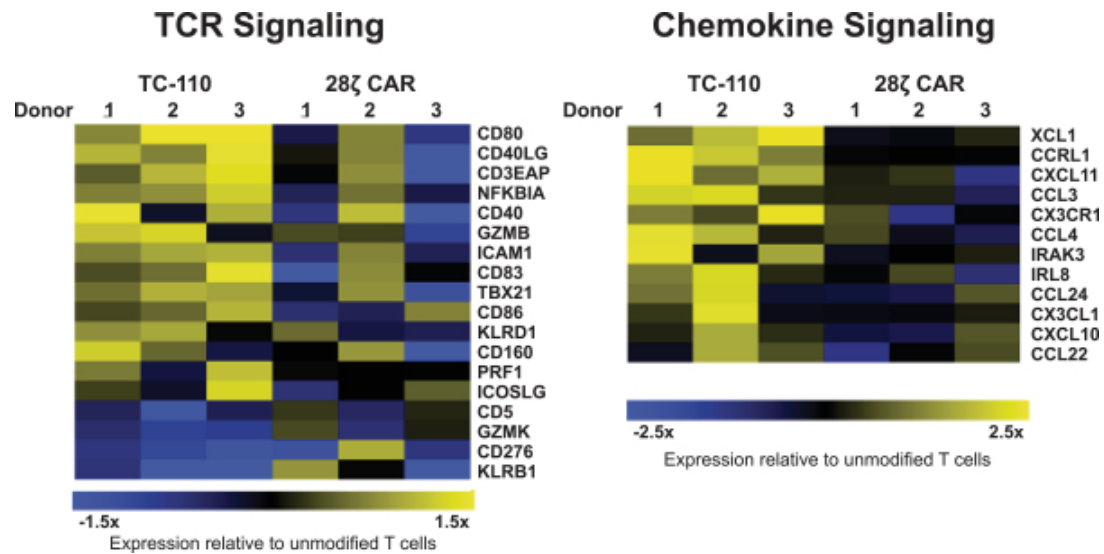 TCR Signaling
TC-110 28ζ CAR
Donor 1 2 3 1 2 3
CD80
CD40LG
CD3EAP
NFKBIA
CD40
GZMB
ICAM1
CD83
TBX21
CD86
KLRD1
CD160
PRF1
ICOSLG
CD5
GZMK
CD276
KLRB1
-1.5x 1.5x
Expression relative to unmodified T cells
Chemokine Signaling
TC-110 28ζ CAR
Donor 1 2 3 1 2 3
XCL1
CCRL1
CXCL11
CCL3
CX3CR1
CCL4
IRAK3
IRL8
CCL24
CX3CL1
CXCL10
CCL22
-2.5x 2.5x
Expression relative to unmodified T cells